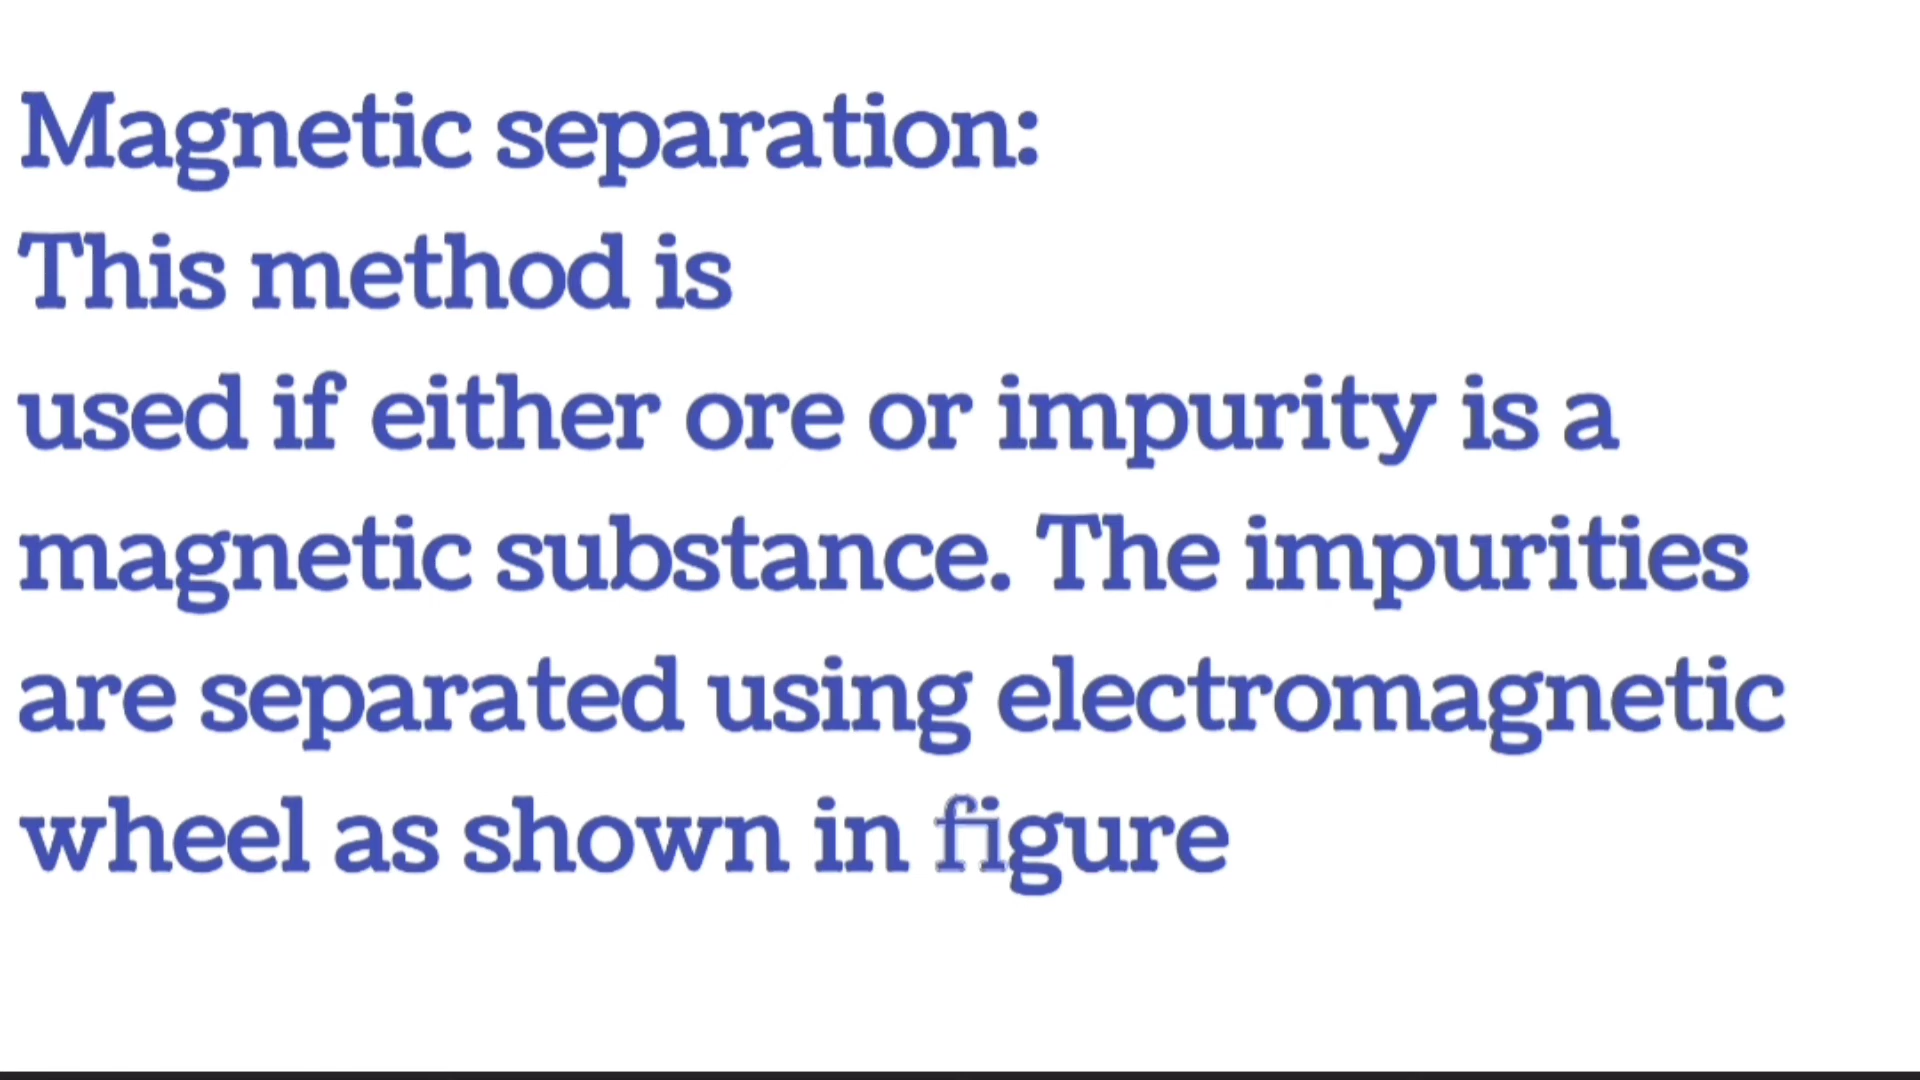 Magnetic separation:
This method is
used if either ore or impurity is a
magnetic substance. The impurities
are separated using electromagnetic
wheel as shown in figure